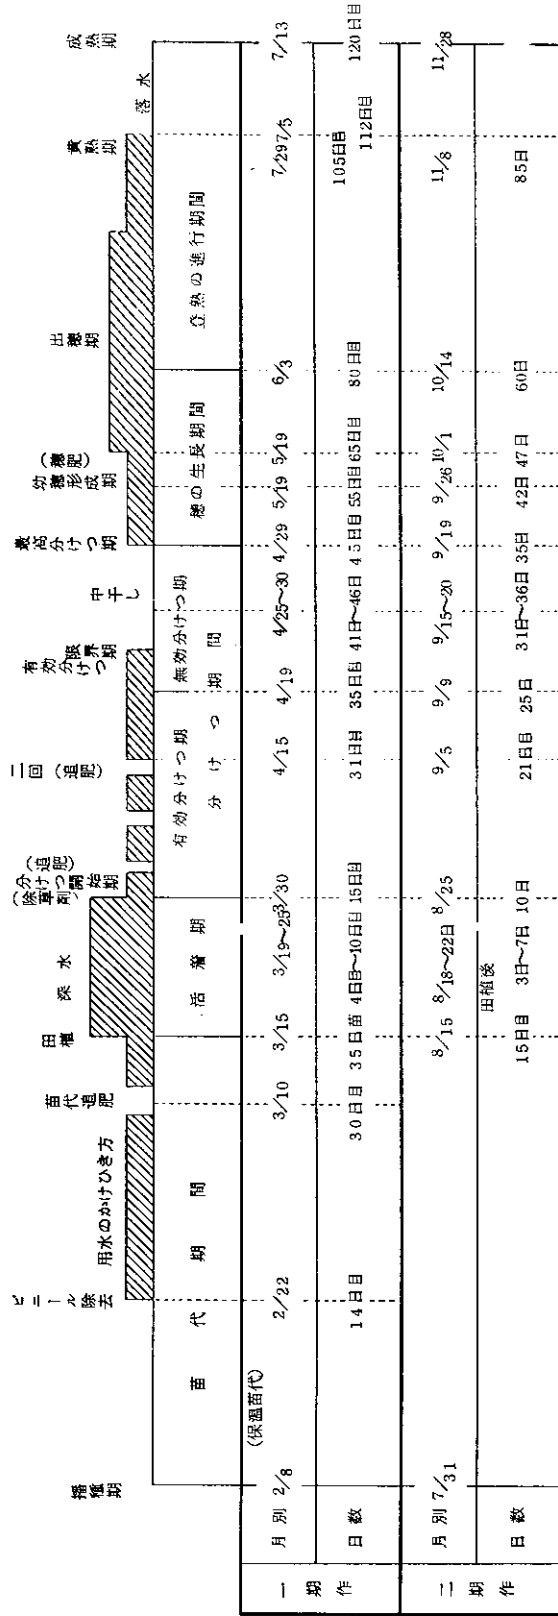 播種期
ビニール除去
用水のかけひき方
苗代追肥
田植
深水
(除草剤)
分けつ開始期
(追肥)
二回(追肥)
有効分けつ
限界期
中干し
最高分けつ期
幼穂形成期
(穂肥)
出穂期
黄熟期
落水
成熟期
苗代期間
活着期
有効分けつ期
無効分けつ期
分けつ期間
穂の生長期間
登熟の進行期間
(保温苗代)
一期作
月別 2/8 2/22 3/10 3/15 3/19～25 3/30 4/15 4/19 4/25～30 4/29 5/19 5/19 6/3 7/29 7/5 7/13
日数 14日目 30日目 35日苗 4日目～10日目 15日目 31日目 35日目 41日～46日 45日目 55日目 65日目 80日目 105日目 112日目 120日目
二期作
月別 7/31 8/15 8/18～22日 8/25 9/5 9/9 9/15～20 9/19 9/26 10/1 10/14 11/8 11/28
田植後
日数 15日目 3日～7日 10日 21日目 25日 31日～36日 35日 42日 47日 60日 85日